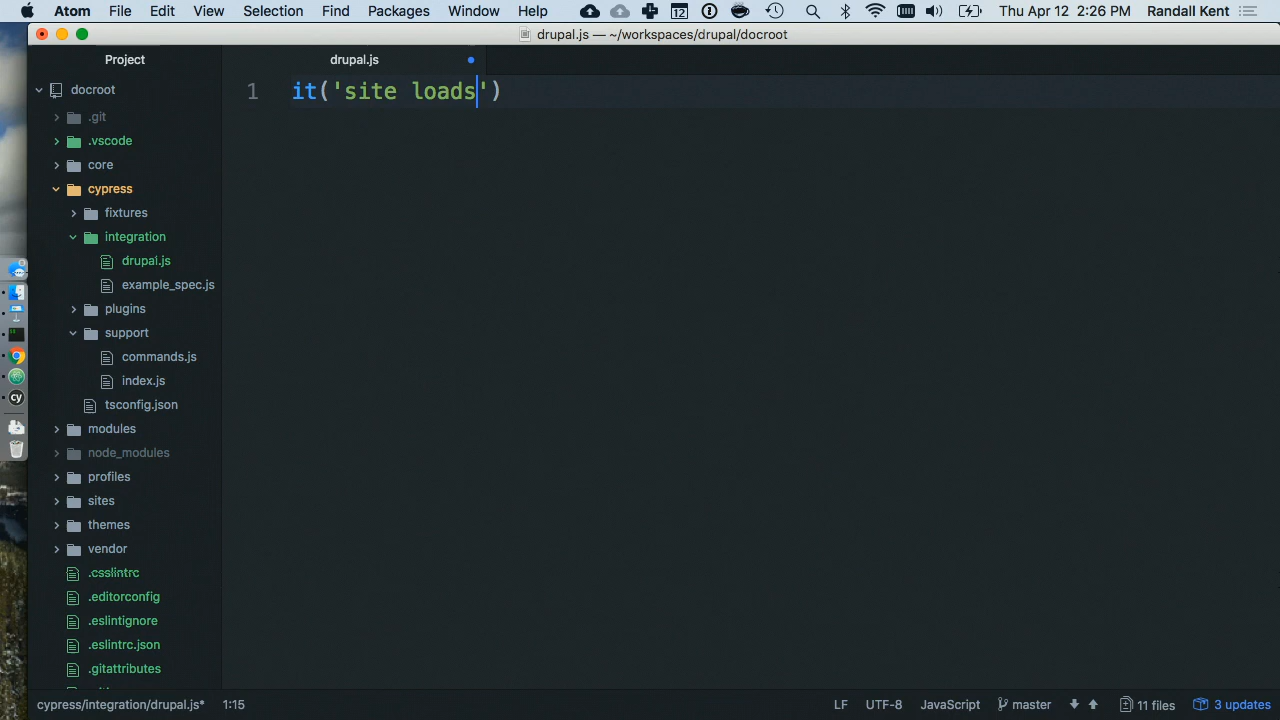 Atom File Edit View Selection Find Packages Window Help 12 Thu Apr 12 2:26 PM Randall Kent
drupal.js — ~/workspaces/drupal/docroot
Project
drupal.js
docroot
1 it('site loads')
.git
.vscode
core
cypress
fixtures
integration
drupal.js
example_spec.js
plugins
support
commands.js
index.js
cy
tsconfig.json
modules
node_modules
profiles
sites
themes
vendor
.csslintrc
.editorconfig
.eslintignore
.eslintrc.json
.gitattributes
cypress/integration/drupal.js* 1:15 LF UTF-8 JavaScript master 11 files 3 updates